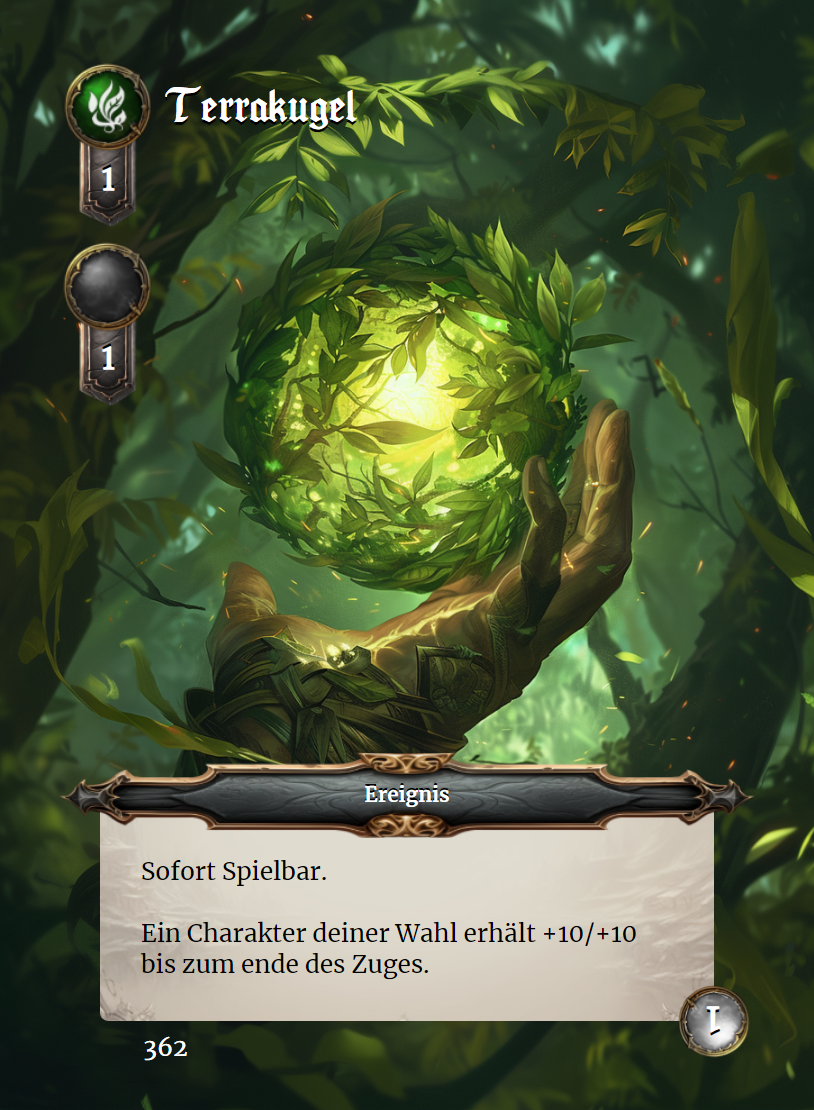 Terrakugel
1
1
Ereignis
Sofort Spielbar.
Ein Charakter deiner Wahl erhält +10/+10
bis zum ende des Zuges.
1
362